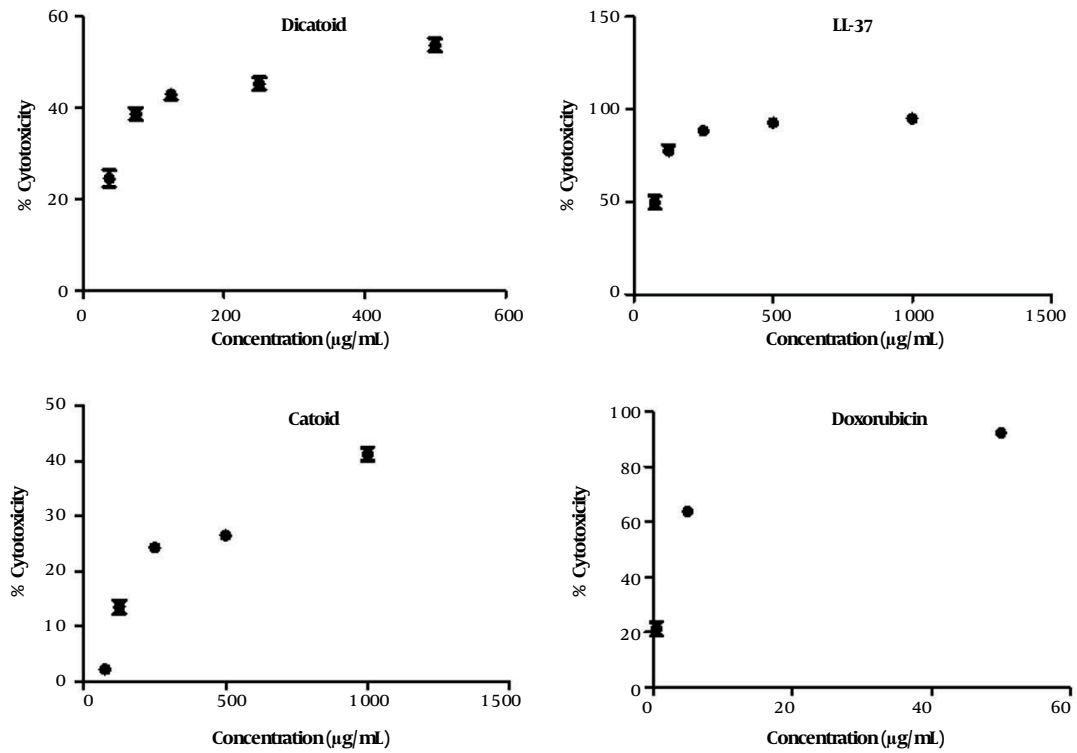 Dicatoid
% Cytotoxicity
60
40
20
0
0 200 400 600
Concentration (µg/mL)
LL-37
% Cytotoxicity
150
100
50
0
0 500 1000 1500
Concentration (µg/mL)
Catoid
% Cytotoxicity
50
40
30
20
10
0
0 500 1000 1500
Concentration (µg/mL)
Doxorubicin
% Cytotoxicity
100
80
60
40
20
0
0 20 40 60
Concentration (µg/mL)